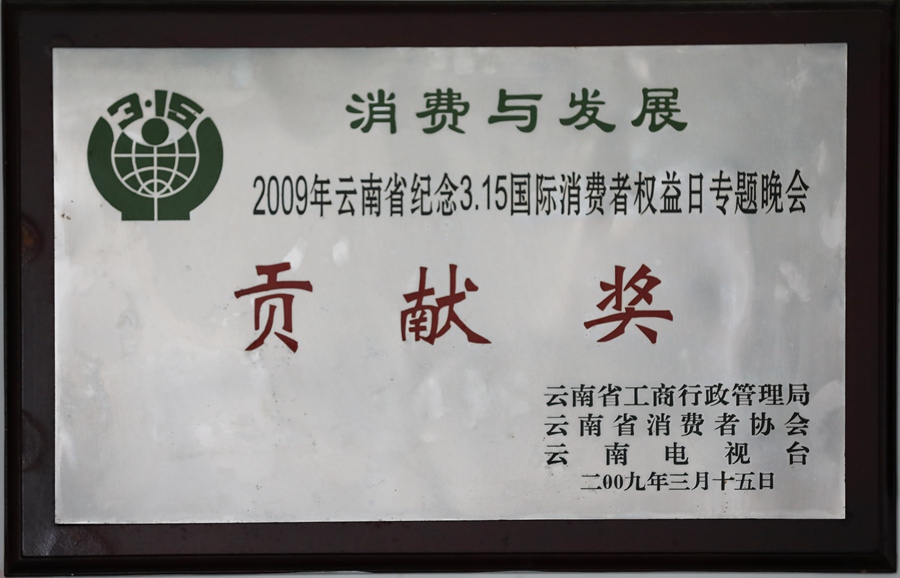 3·15
消费与发展
2009年云南省纪念3.15国际消费者权益日专题晚会
贡献奖
云南省工商行政管理局
云南省消费者协会
云南电视台
二00九年三月十五日